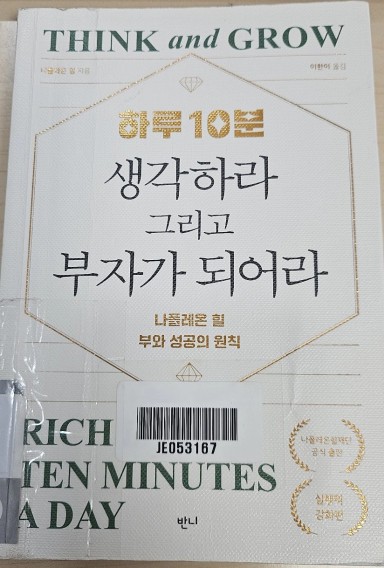 THINK and GROW
나폴레온 힐 지음
이한이 옮김
하루 10분
생각하라
그리고
부자가 되어라
나폴레온 힐
부와 성공의 원칙
JE053167
RICH
TEN MINUTES
A DAY
나폴레온힐재단
공식 출간
실천력
강화편
반니